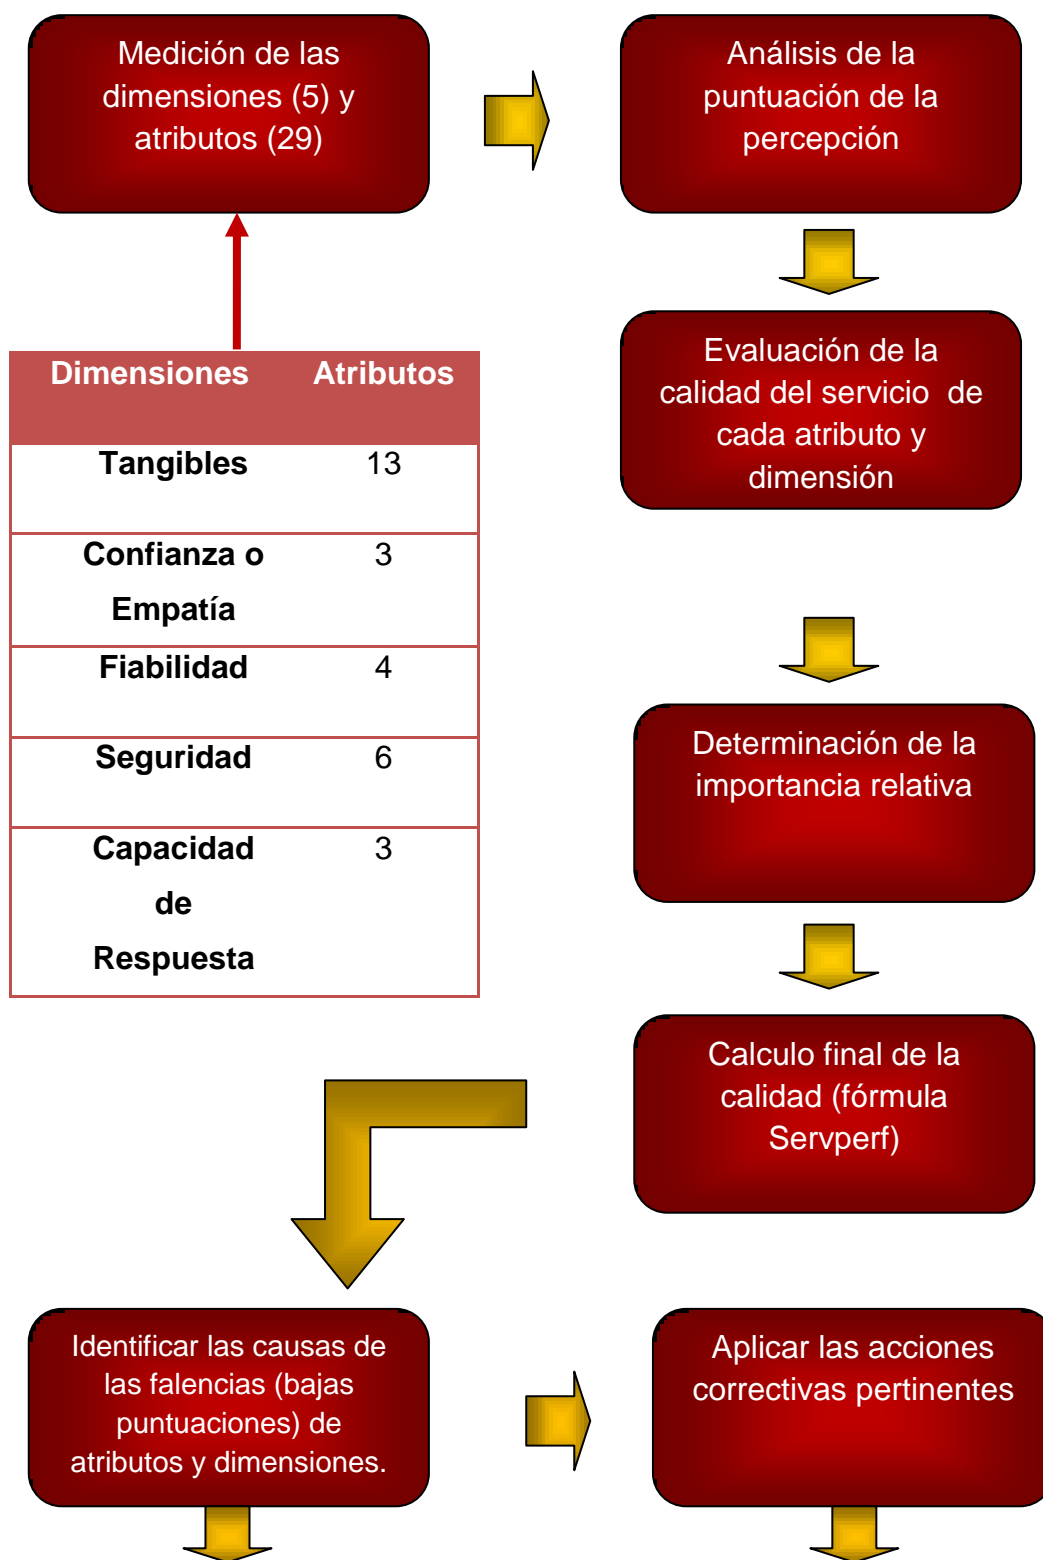 Medición de las
dimensiones (5) y
atributos (29)
Análisis de la
puntuación de la
percepción
Evaluación de la
calidad del servicio de
cada atributo y
dimensión
Dimensiones Atributos
Tangibles 13
Confianza o 3
Empatía
Fiabilidad 4
Seguridad 6
Capacidad 3
de
Respuesta
Determinación de la
importancia relativa
Calculo final de la
calidad (fórmula
Servperf)
Identificar las causas de
las falencias (bajas
puntuaciones) de
atributos y dimensiones.
Aplicar las acciones
correctivas pertinentes